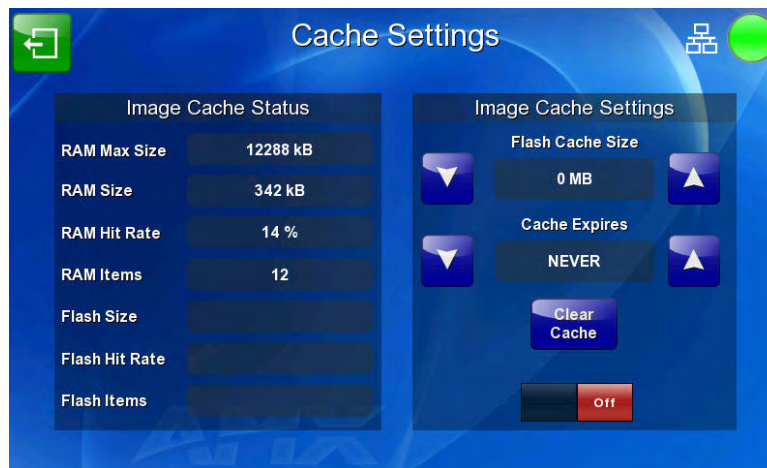 Cache Settings
Image Cache Status
RAM Max Size 12288 kB
RAM Size 342 kB
RAM Hit Rate 14 %
RAM Items 12
Flash Size
Flash Hit Rate
Flash Items
Image Cache Settings
Flash Cache Size
0 MB
Cache Expires
NEVER
Clear
Cache
Off
AMX